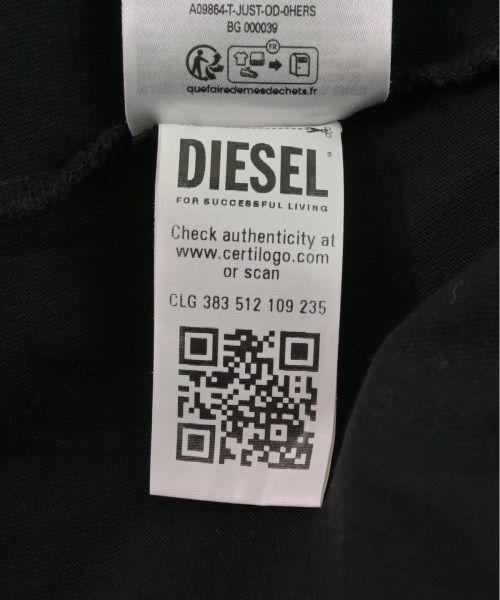 A09864-T-JUST-OD-0HERS
BG 000039
FR
quefairedemesdechets.fr
DIESEL
FOR SUCCESSFUL LIVING
Check authenticity at
www.certilogo.com
or scan
CLG 383 512 109 235